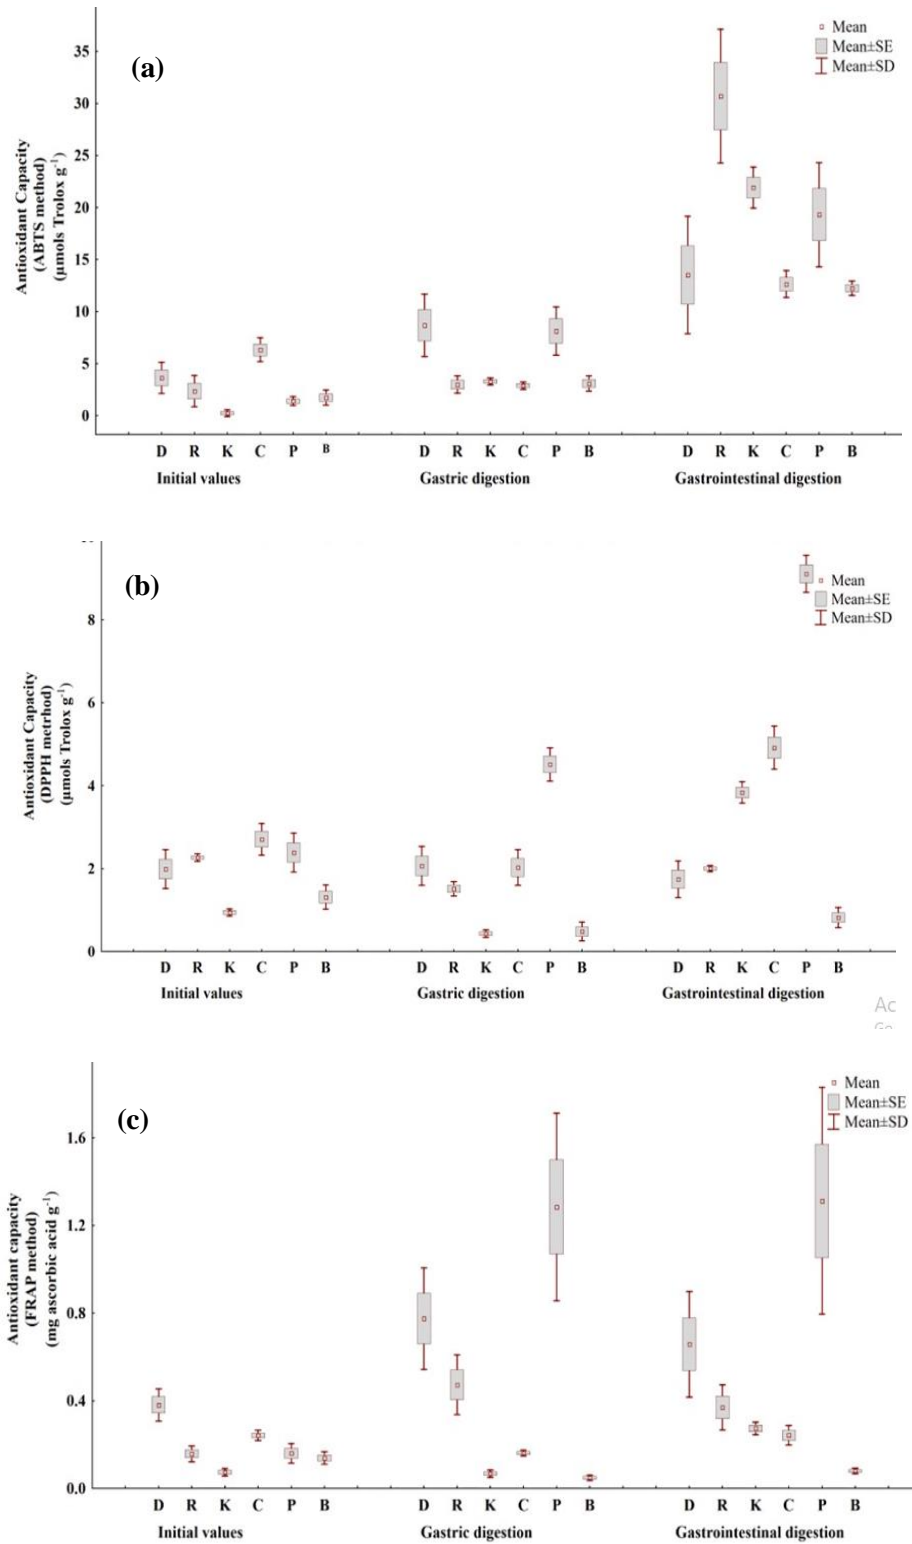 (a)
Mean
Mean±SE
Mean±SD
Antioxidant Capacity
(ABTS method)
(µmols Trolox g⁻¹)
35
30
25
20
15
10
5
0
D R K C P B D R K C P B D R K C P B
Initial values Gastric digestion Gastrointestinal digestion
(b)
Mean
Mean±SE
Mean±SD
Antioxidant Capacity
(DPPH metrhod)
(µmols Trolox g⁻¹)
8
6
4
2
0
D R K C P B D R K C P B D R K C P B
Initial values Gastric digestion Gastrointestinal digestion
Ac
(c)
Mean
Mean±SE
Mean±SD
Antioxidant capacity
(FRAP method)
(mg ascorbic acid g⁻¹)
1.6
1.2
0.8
0.4
0.0
D R K C P B D R K C P B D R K C P B
Initial values Gastric digestion Gastrointestinal digestion